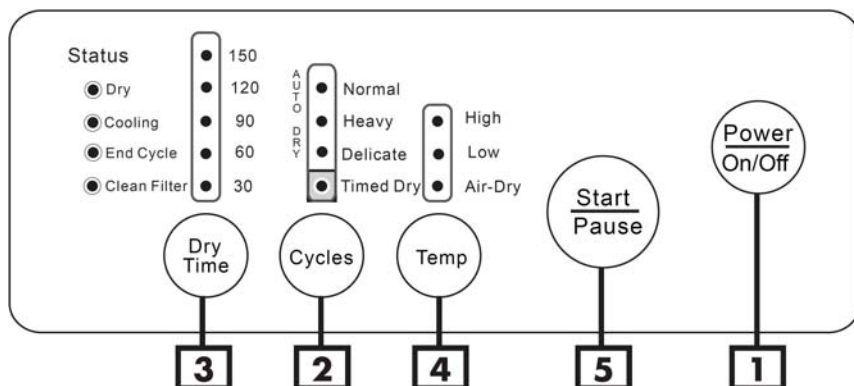 Status
Dry
Cooling
End Cycle
Clean Filter
150
120
90
60
30
AUTO DRY
Normal
Heavy
Delicate
Timed Dry
High
Low
Air-Dry
Dry
Time
Cycles
Temp
Start
Pause
Power
On/Off
3
2
4
5
1